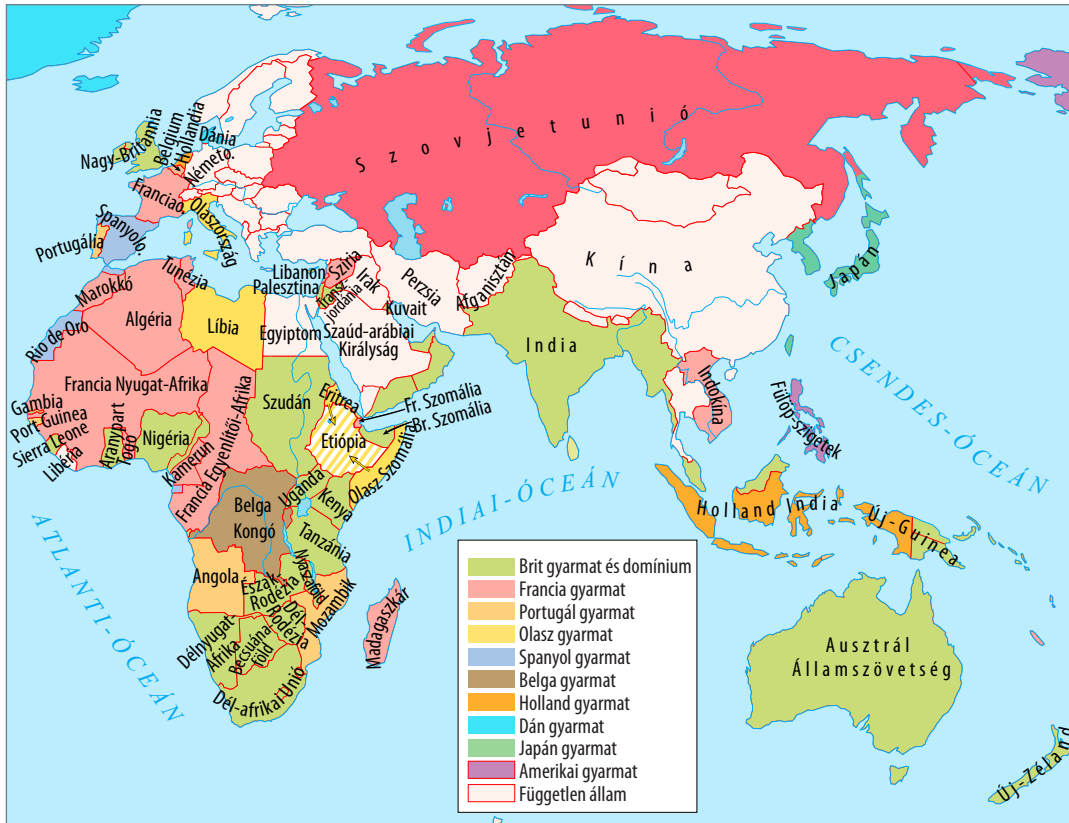 Szovjetunió
Nagy-Britannia
Belgium
Hollandia
Dánia
Németo.
Franciao.
Spanyolo.
Portugália
Olaszország
Kína
Japán
Marokkó
Tunézia
Algéria
Líbia
Egyiptom
Rio de Oro
Libanon
Palesztina
Szíria
Transz-
jordánia
Irak
Perzsia
Kuvait
Afganisztán
Szaúd-arábiai
Királyság
India
Indokína
Fülöp-szigetek
CSENDES-ÓCEÁN
Francia Nyugat-Afrika
Gambia
Port-Guinea
Sierra Leone
Libéria
Aranypart
Togo
Nigéria
Kamerun
Francia Egyenlítői-Afrika
Szudán
Eritrea
Fr. Szomália
Br. Szomália
Etiópia
Olasz Szomália
Uganda
Kenya
Belga
Kongó
Tanzánia
Angola
Észak-
Rodézia
Nyaszaföld
Mozambik
Dél-
Rodézia
Délnyugat-
Afrika
Becsuána-
föld
Dél-afrikai Unió
Madagaszkár
ATLANTI-ÓCEÁN
INDIAI-ÓCEÁN
Holland India
Új-Guinea
Ausztrál
Államszövetség
Új-Zéland
Brit gyarmat és domínium
Francia gyarmat
Portugál gyarmat
Olasz gyarmat
Spanyol gyarmat
Belga gyarmat
Holland gyarmat
Dán gyarmat
Japán gyarmat
Amerikai gyarmat
Független állam